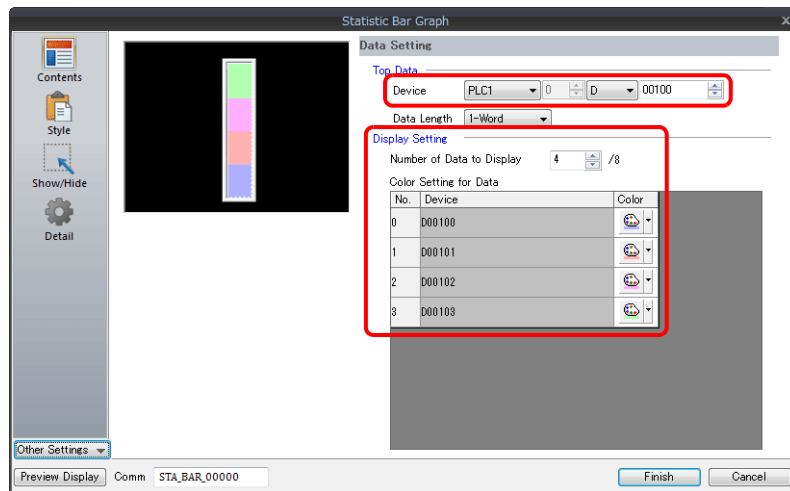 Statistic Bar Graph
x
Contents
Style
Show/Hide
Detail
Other Settings
Data Setting
Top Data
Device PLC1 0 D 00100
Data Length 1-Word
Display Setting
Number of Data to Display 4 /8
Color Setting for Data
No. Device Color
0 D00100
1 D00101
2 D00102
3 D00103
Preview Display Comm STA_BAR_00000 Finish Cancel